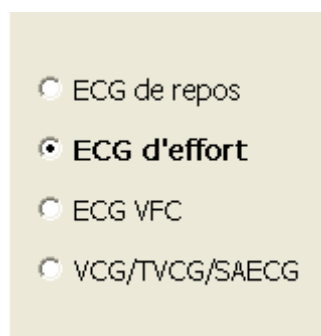 ECG de repos
ECG d'effort
ECG VFC
VCG/TVCG/SAECG